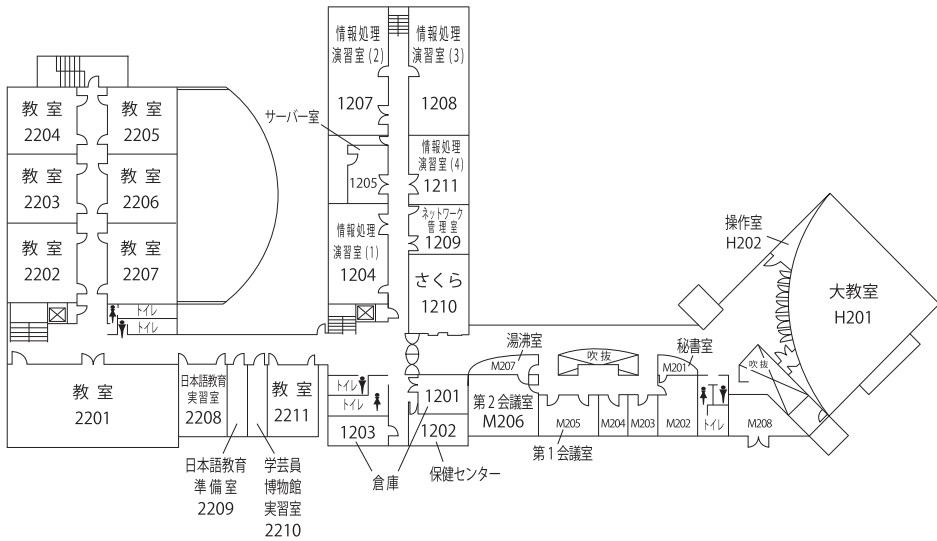 情報処理
演習室(2)
1207
情報処理
演習室(3)
1208
教 室
2204
教 室
2205
サーバー室
情報処理
演習室(4)
1211
教 室
2203
教 室
2206
1205
ネットワーク
管理室
1209
操作室
H202
情報処理
演習室(1)
1204
教 室
2202
教 室
2207
さくら
1210
大教室
H201
トイレ
トイレ
湯沸室
M207
吹 抜
秘書室
M201
吹 抜
教 室
2201
日本語教育
実習室
2208
教 室
2211
トイレ
トイレ
1201
第２会議室
M206
M205
M204
M203
M202
トイレ
M208
1203
1202
第１会議室
保健センター
倉庫
日本語教育
準備室
2209
学芸員
博物館
実習室
2210